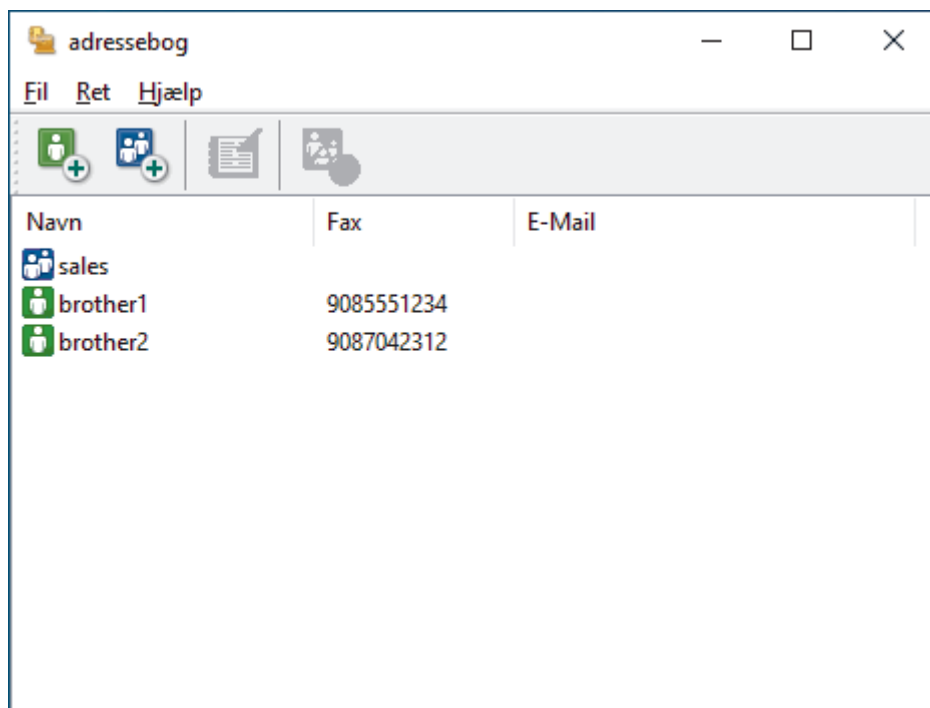 adressebog
Fil Ret Hjælp
Navn Fax E-Mail
sales
brother1 9085551234
brother2 9087042312